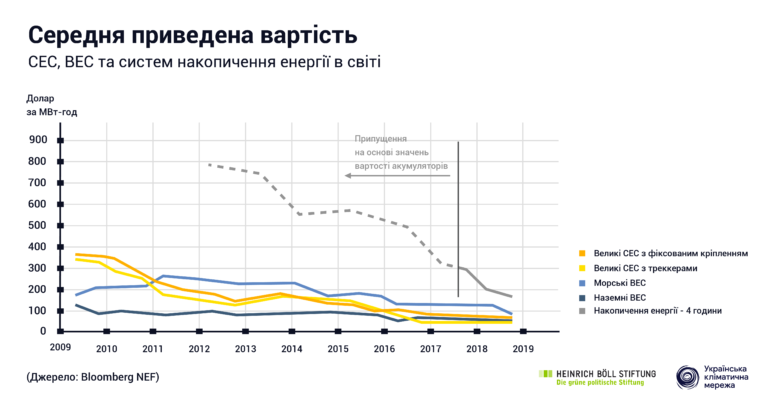 Середня приведена вартість
СЕС, ВЕС та систем накопичення енергії в світі
Долар
за МВт-год
900
800
700
600
500
400
300
200
100
0
Припущення
на основі значень
вартості акумуляторів
2009 2010 2011 2012 2013 2014 2015 2016 2017 2018 2019
Великі СЕС з фіксованим кріпленням
Великі СЕС з треккерами
Морські ВЕС
Наземні ВЕС
Накопичення енергії - 4 години
(Джерело: Bloomberg NEF)
HEINRICH BÖLL STIFTUNG
Die grüne politische Stiftung
Українська
кліматична
мережа